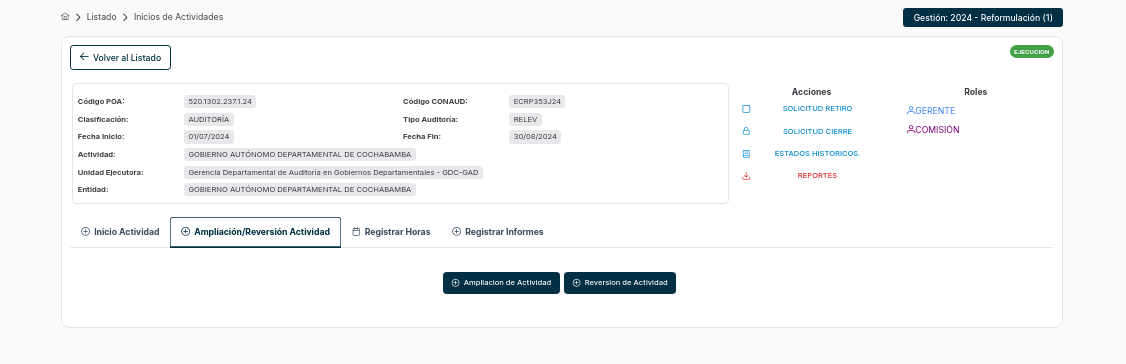 Listado > Inicios de Actividades
Gestión: 2024 - Reformulación (1)
Volver al Listado
EJECUCION
Código POA: 520.1302.237.1.24 Código CONAUD: ECRP353J24
Clasificación: AUDITORÍA Tipo Auditoría: RELEV
Fecha Inicio: 01/07/2024 Fecha Fin: 30/08/2024
Actividad: GOBIERNO AUTÓNOMO DEPARTAMENTAL DE COCHABAMBA
Unidad Ejecutora: Gerencia Departamental de Auditoría en Gobiernos Departamentales - GDC-GAD
Entidad: GOBIERNO AUTÓNOMO DEPARTAMENTAL DE COCHABAMBA
Acciones
SOLICITUD RETIRO
SOLICITUD CIERRE
ESTADOS HISTORICOS.
REPORTES
Roles
GERENTE
COMISIÓN
Inicio Actividad Ampliación/Reversión Actividad Registrar Horas Registrar Informes
Ampliacion de Actividad Reversion de Actividad